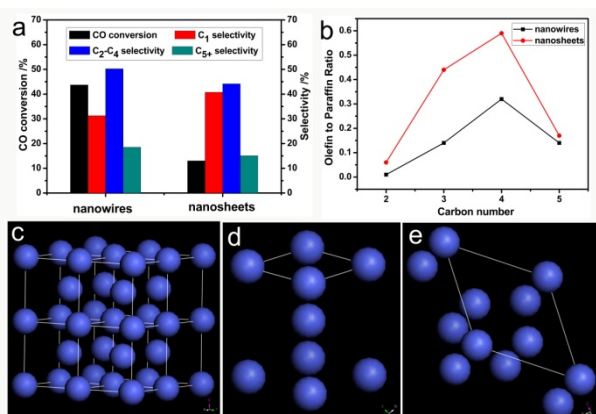 a
CO conversion
C1 selectivity
C2-C4 selectivity
C5+ selectivity
CO conversion /%
Selectivity /%
70
60
50
40
30
20
10
0
70
60
50
40
30
20
10
0
nanowires
nanosheets
b
nanowires
nanosheets
Olefin to Paraffin Ratio
0.6
0.5
0.4
0.3
0.2
0.1
0.0
2
3
4
5
Carbon number
c
d
e